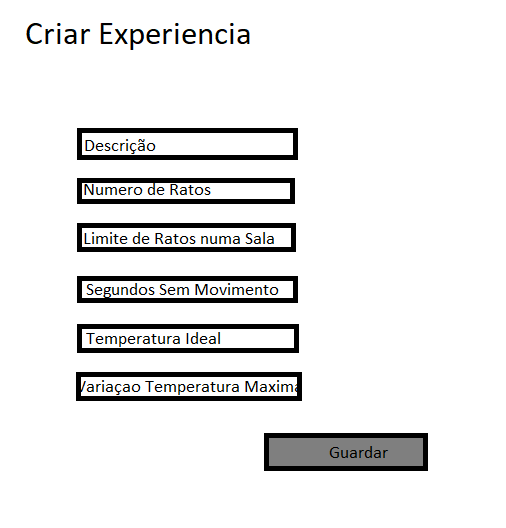 Criar Experiencia
Descrição
Numero de Ratos
Limite de Ratos numa Sala
Segundos Sem Movimento
Temperatura Ideal
Variaçao Temperatura Maxima
Guardar